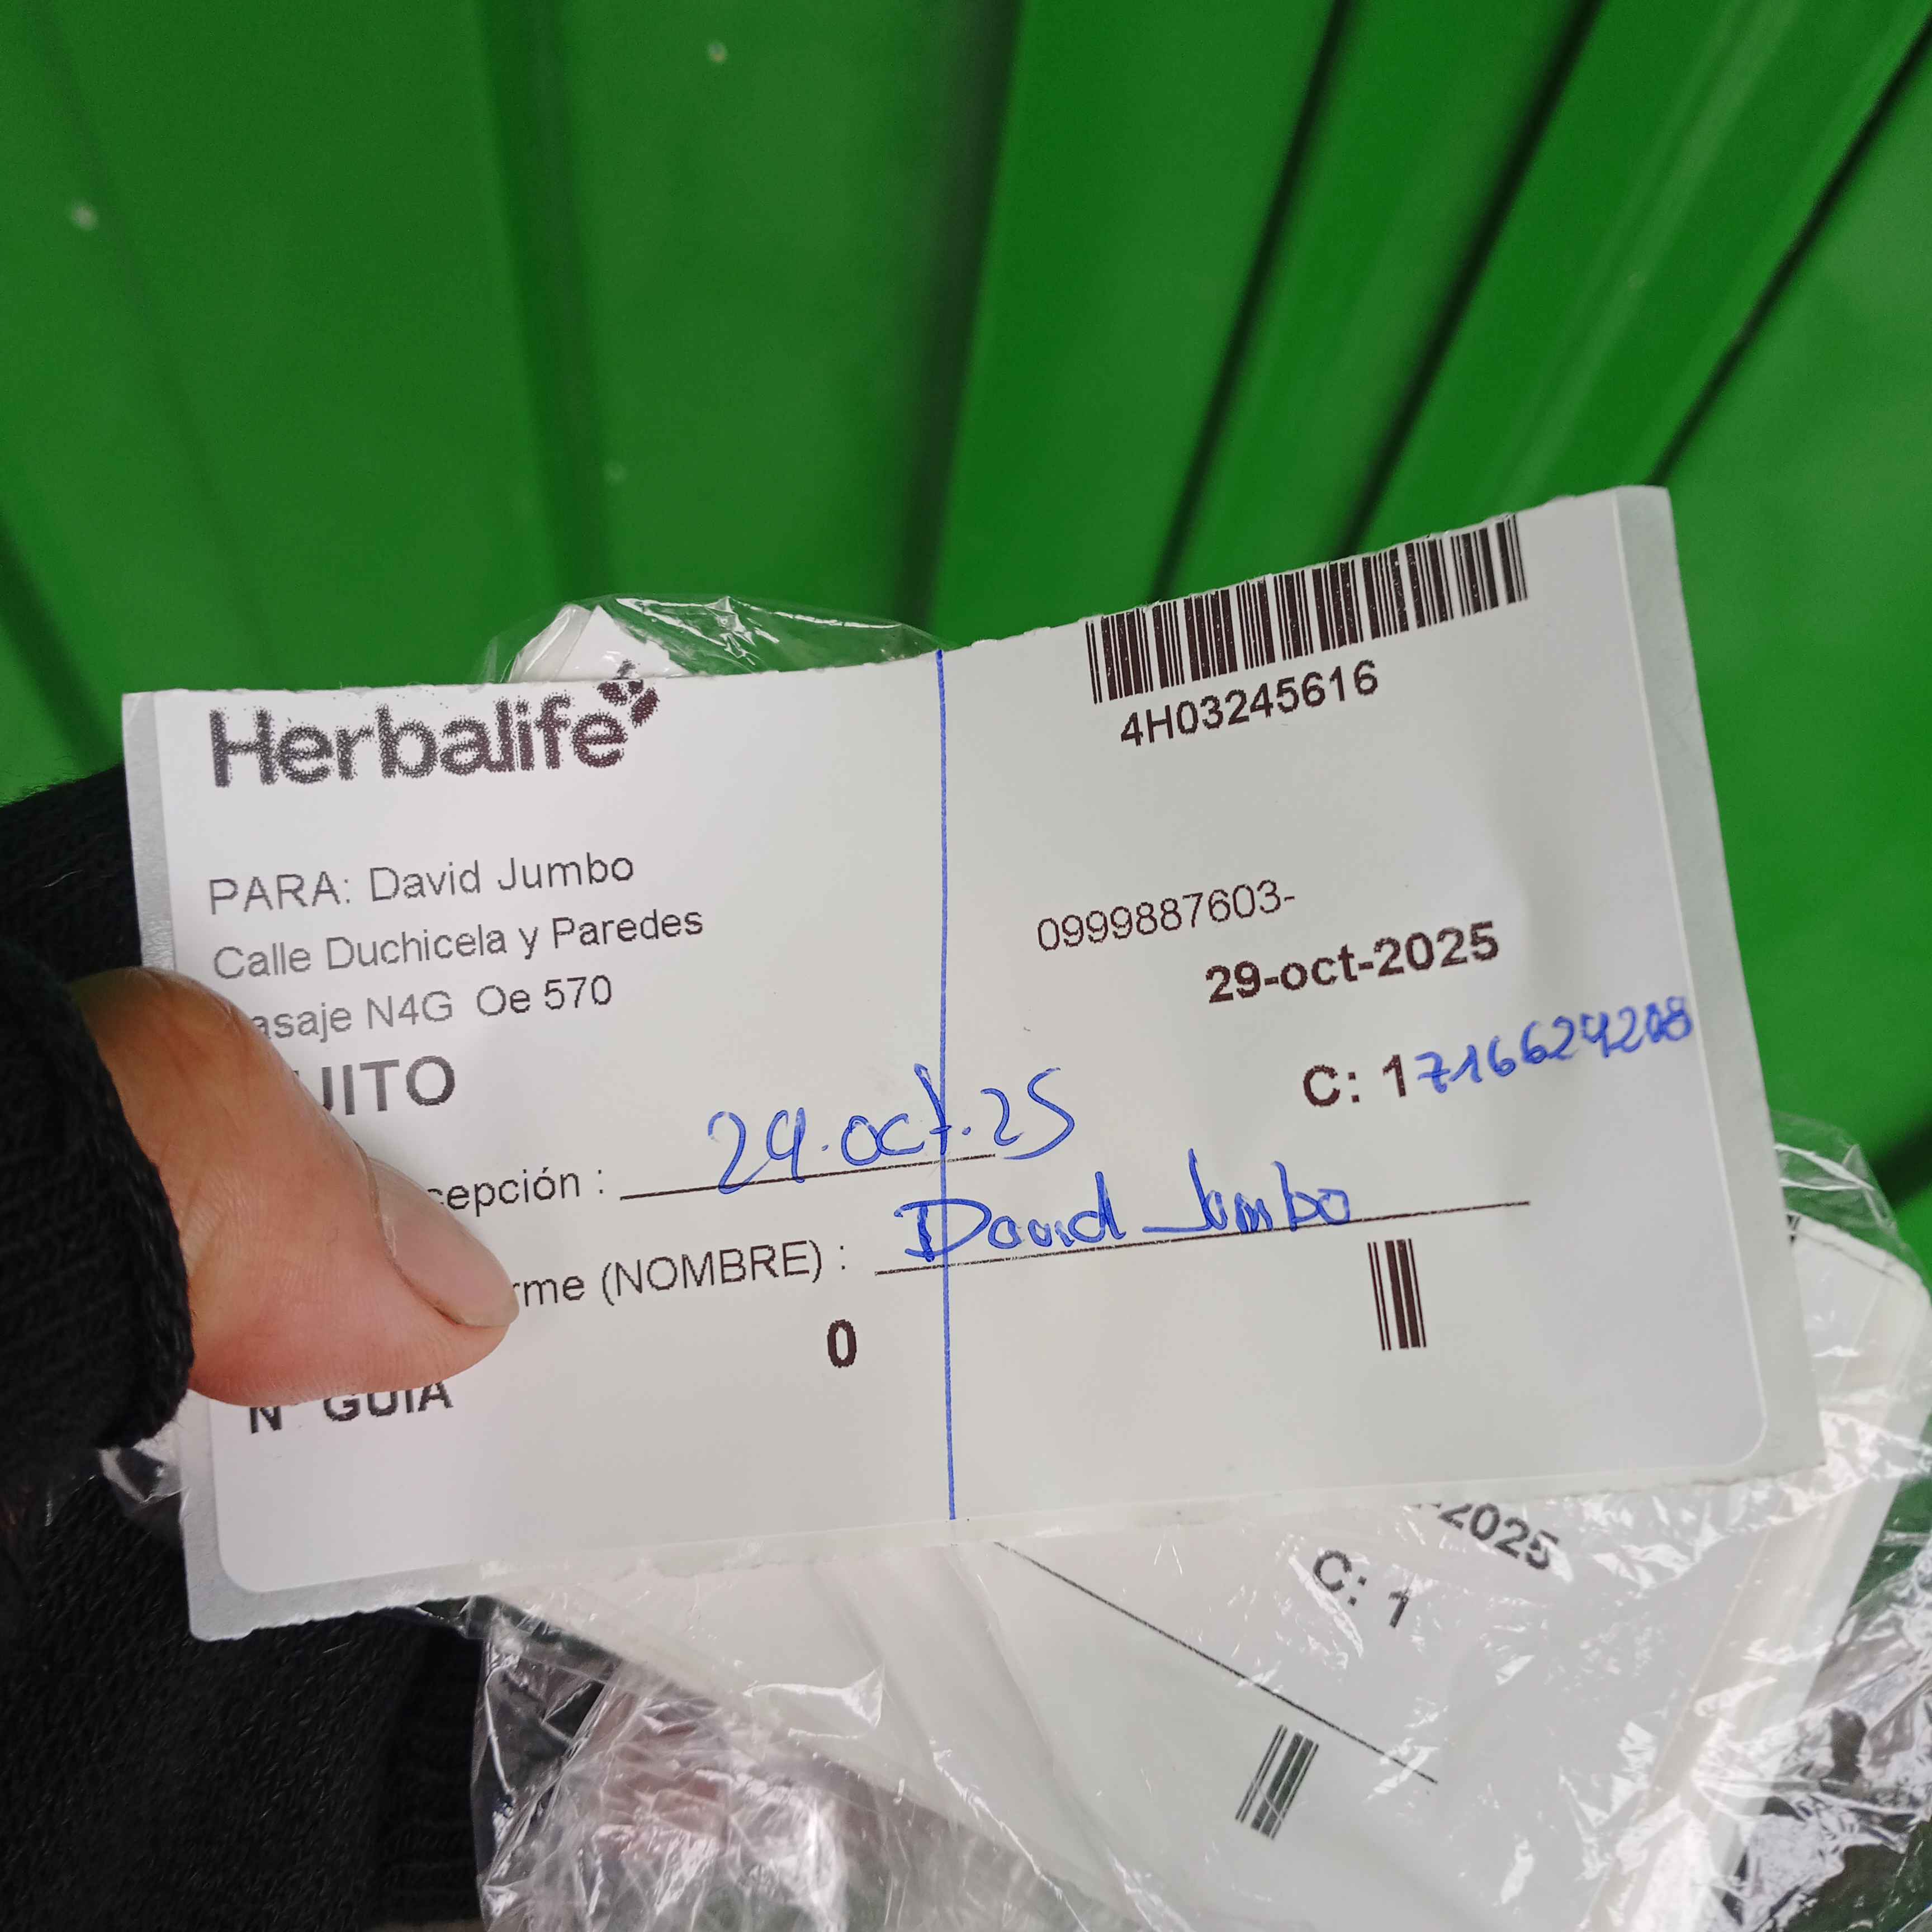 Herbalife
4H03245616
PARA: David Jumbo
Calle Duchicela y Paredes
asaje N4G Oe 570
UITO
0999887603-
29-oct-2025
C: 1716624208
cepción : 29.oct.25
rme (NOMBRE) : David Jumbo
0
N° GUIA
-2025
C: 1